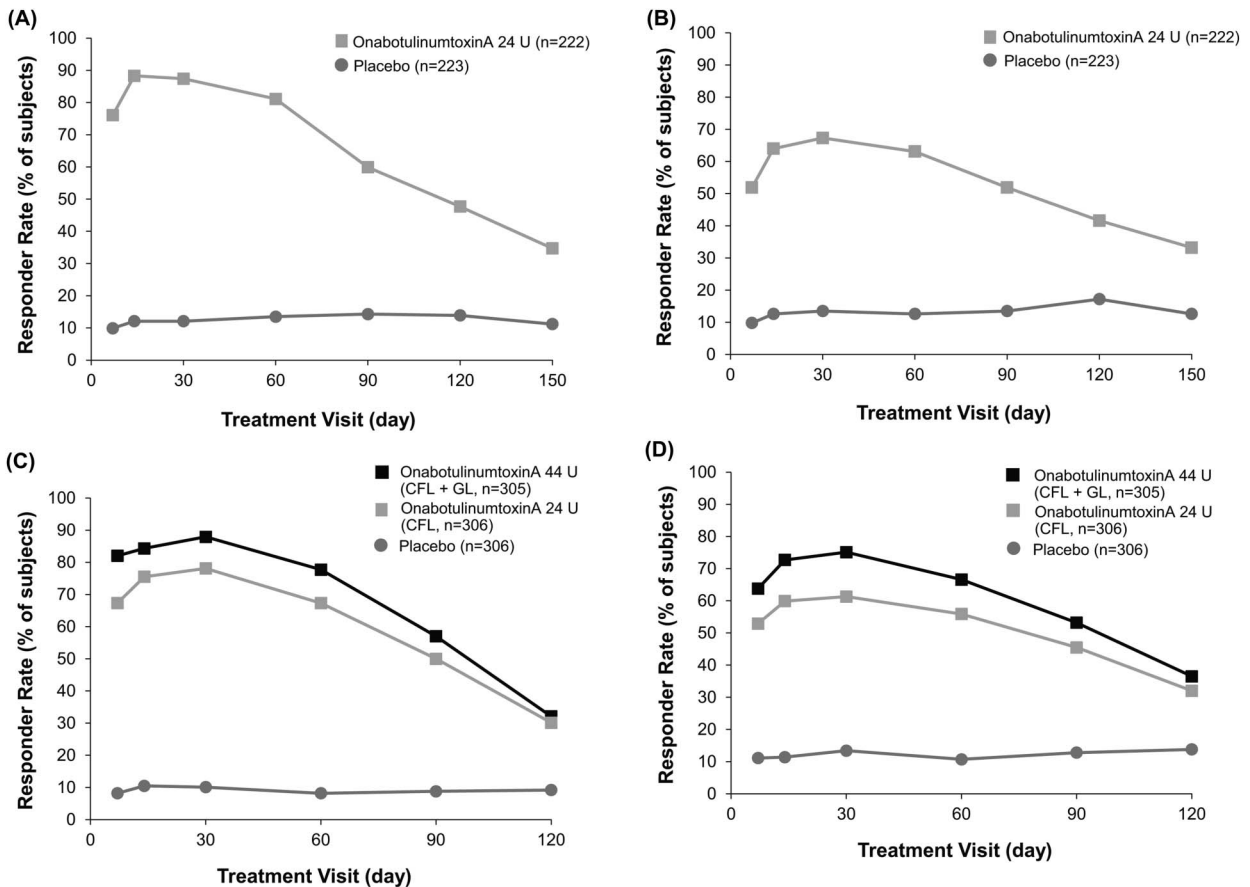 (A)
OnabotulinumtoxinA 24 U (n=222)
Placebo (n=223)
Responder Rate (% of subjects)
100
90
80
70
60
50
40
30
20
10
0
0 30 60 90 120 150
Treatment Visit (day)
(B)
OnabotulinumtoxinA 24 U (n=222)
Placebo (n=223)
Responder Rate (% of subjects)
100
90
80
70
60
50
40
30
20
10
0
0 30 60 90 120 150
Treatment Visit (day)
(C)
OnabotulinumtoxinA 44 U
(CFL + GL, n=305)
OnabotulinumtoxinA 24 U
(CFL, n=306)
Placebo (n=306)
Responder Rate (% of subjects)
100
90
80
70
60
50
40
30
20
10
0
0 30 60 90 120
Treatment Visit (day)
(D)
OnabotulinumtoxinA 44 U
(CFL + GL, n=305)
OnabotulinumtoxinA 24 U
(CFL, n=306)
Placebo (n=306)
Responder Rate (% of subjects)
100
90
80
70
60
50
40
30
20
10
0
0 30 60 90 120
Treatment Visit (day)